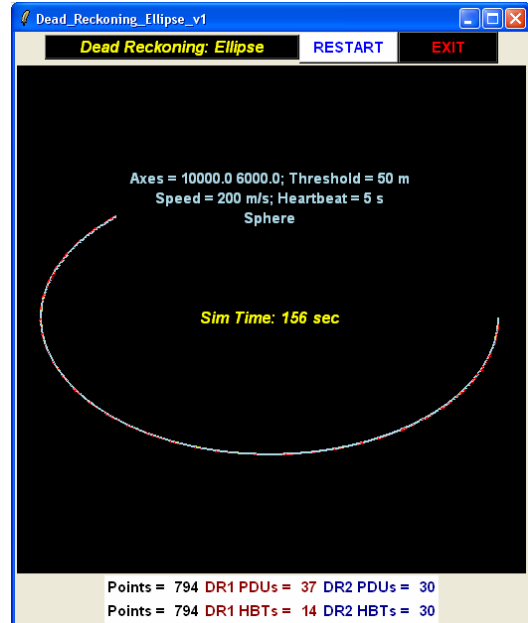 Dead_Reckoning_Ellipse_v1
Dead Reckoning: Ellipse RESTART EXIT
Axes = 10000.0 6000.0; Threshold = 50 m
Speed = 200 m/s; Heartbeat = 5 s
Sphere
Sim Time: 156 sec
Points = 794 DR1 PDUs = 37 DR2 PDUs = 30
Points = 794 DR1 HBTs = 14 DR2 HBTs = 30